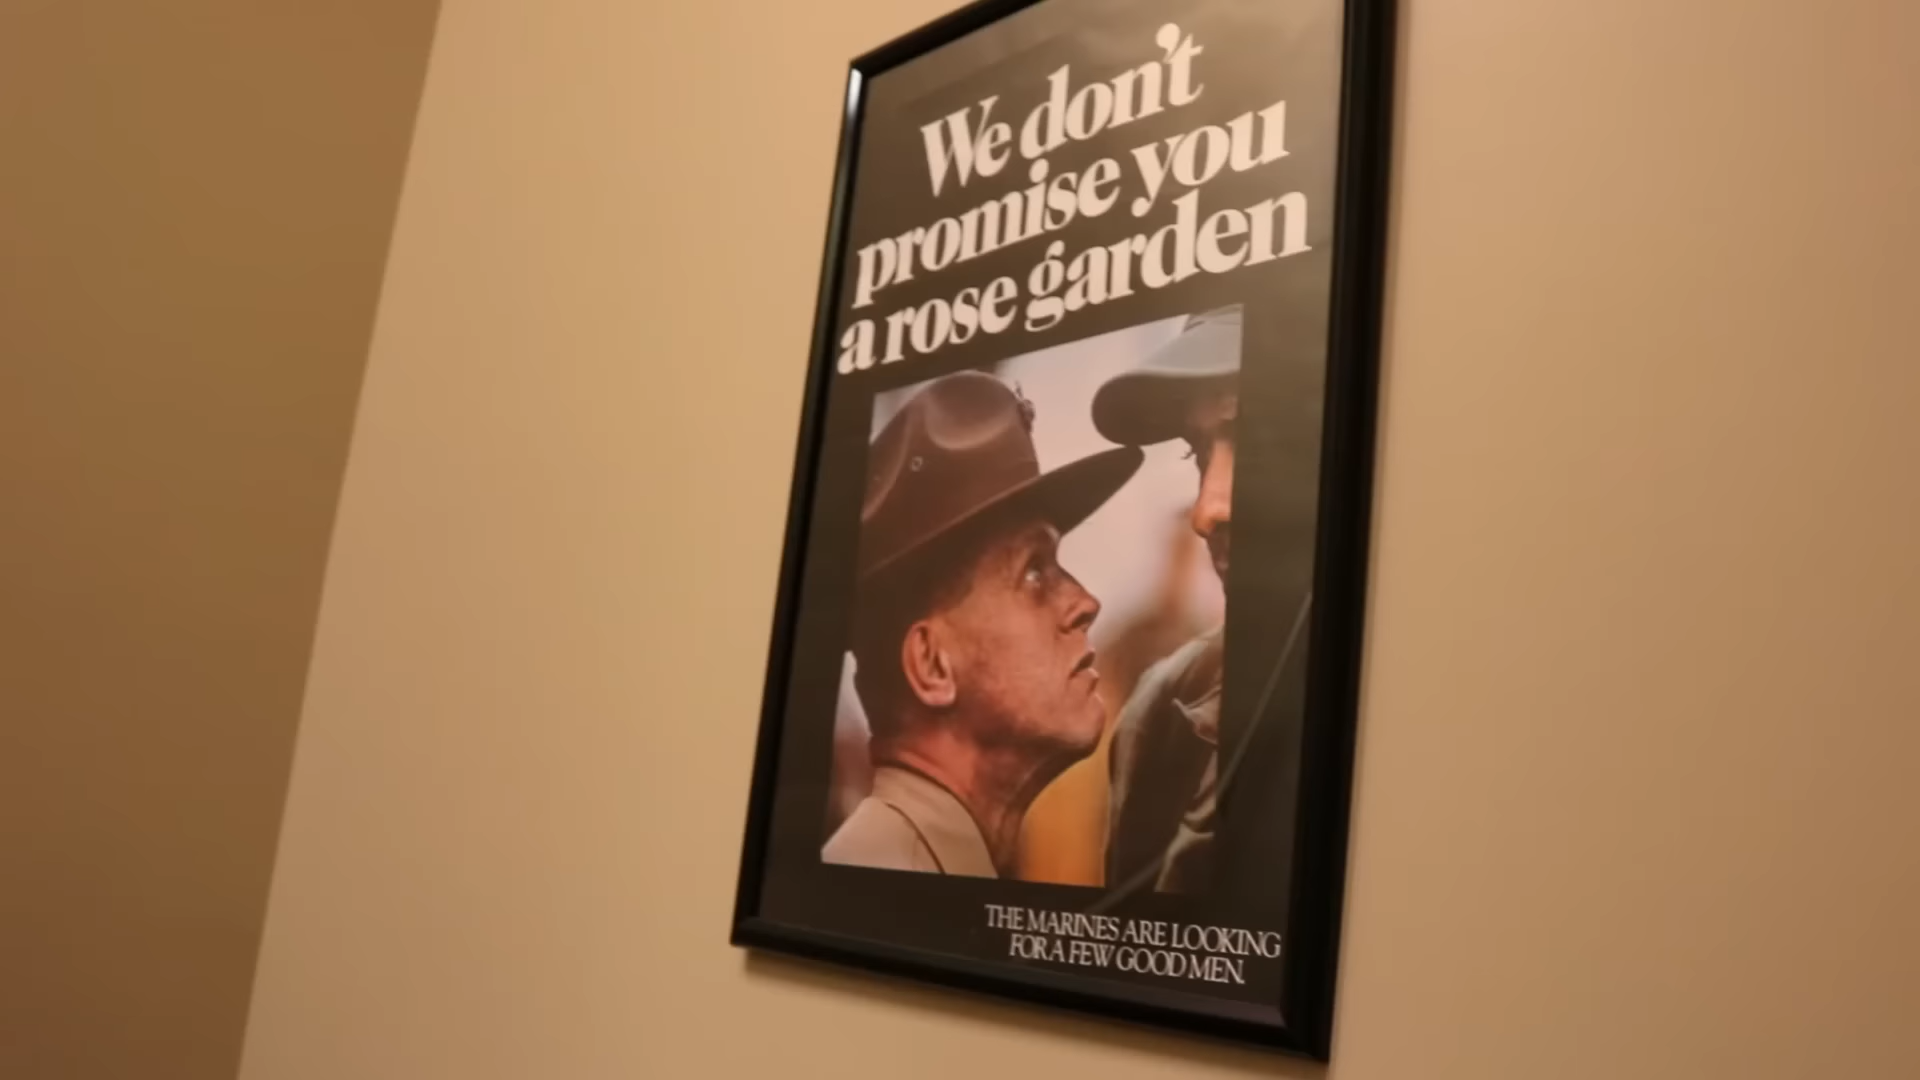 We don't
promise you
a rose garden
THE MARINES ARE LOOKING
FOR A FEW GOOD MEN.